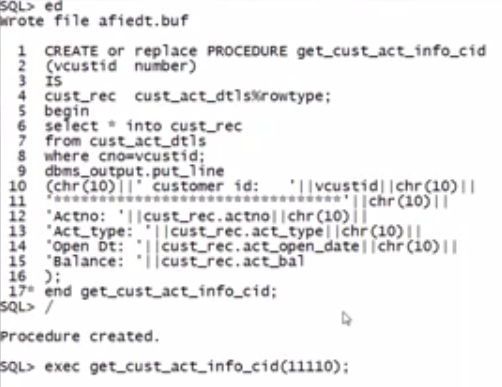 SQL> ed
Wrote file afiedt.buf
1 CREATE or replace PROCEDURE get_cust_act_info_cid
2 (vcustid number)
3 IS
4 cust_rec cust_act_dtls%rowtype;
5 begin
6 select * into cust_rec
7 from cust_act_dtls
8 where cno=vcustid;
9 dbms_output.put_line
10 (chr(10)||' customer id: '||vcustid||chr(10)||
11 '*********************************'||chr(10)||
12 'Actno: '||cust_rec.actno||chr(10)||
13 'Act_type: '||cust_rec.act_type||chr(10)||
14 'Open Dt: '||cust_rec.act_open_date||chr(10)||
15 'Balance: '||cust_rec.act_bal
16 );
17* end get_cust_act_info_cid;
SQL> /
Procedure created.
SQL> exec get_cust_act_info_cid(11110);